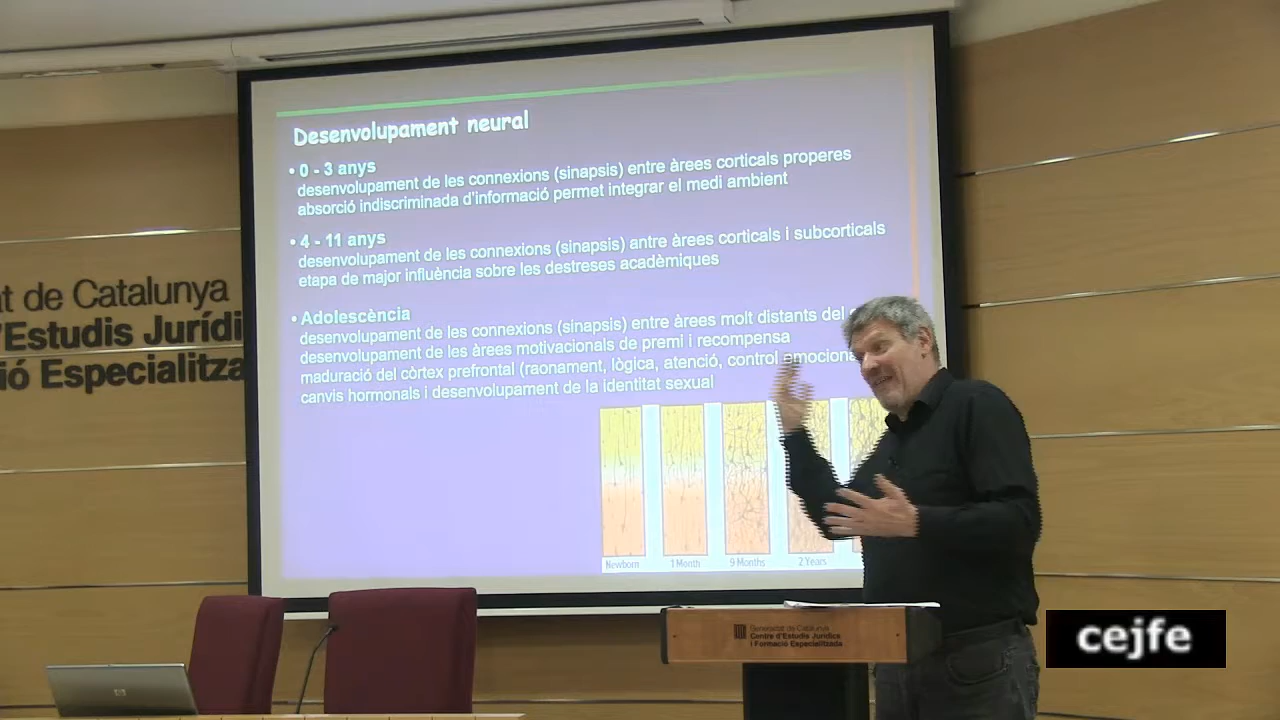 Desenvolupament neural
• 0 - 3 anys
desenvolupament de les connexions (sinapsis) entre àrees corticals properes
absorció indiscriminada d'informació permet integrar el medi ambient
• 4 - 11 anys
desenvolupament de les connexions (sinapsis) antre àrees corticals i subcorticals
etapa de major influència sobre les destreses acadèmiques
• Adolescència
desenvolupament de les connexions (sinapsis) entre àrees molt distants del
desenvolupament de les àrees motivacionals de premi i recompensa
maduració del còrtex prefrontal (raonament, lògica, atenció, control
canvis hormonals i desenvolupament de la identitat sexual
Newborn 1 Month 9 Months 2 Years
t de Catalunya
d'Estudis Jurídi
ió Especialitza
Generalitat de Catalunya
Centre d'Estudis Jurídics
i Formació Especialitzada
hp
cejfe